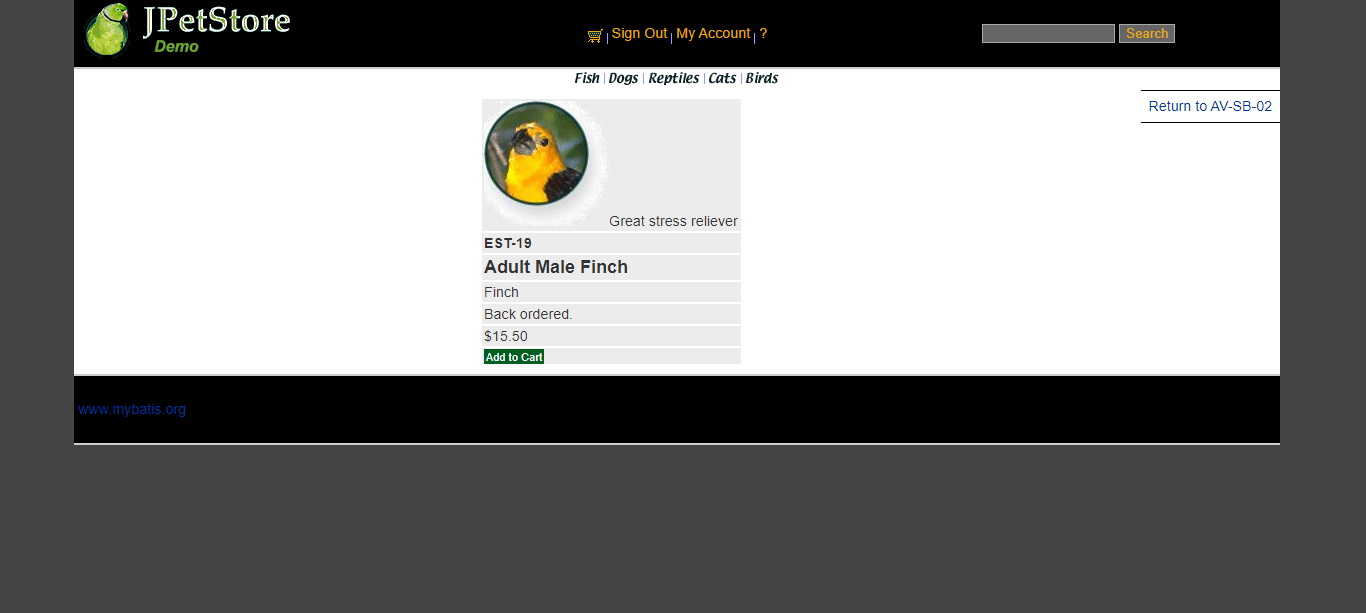 JPetStore
Demo
Sign Out | My Account | ?
Search
Fish | Dogs | Reptiles | Cats | Birds
Return to AV-SB-02
Great stress reliever
EST-19
Adult Male Finch
Finch
Back ordered.
$15.50
Add to Cart
www.mybatis.org